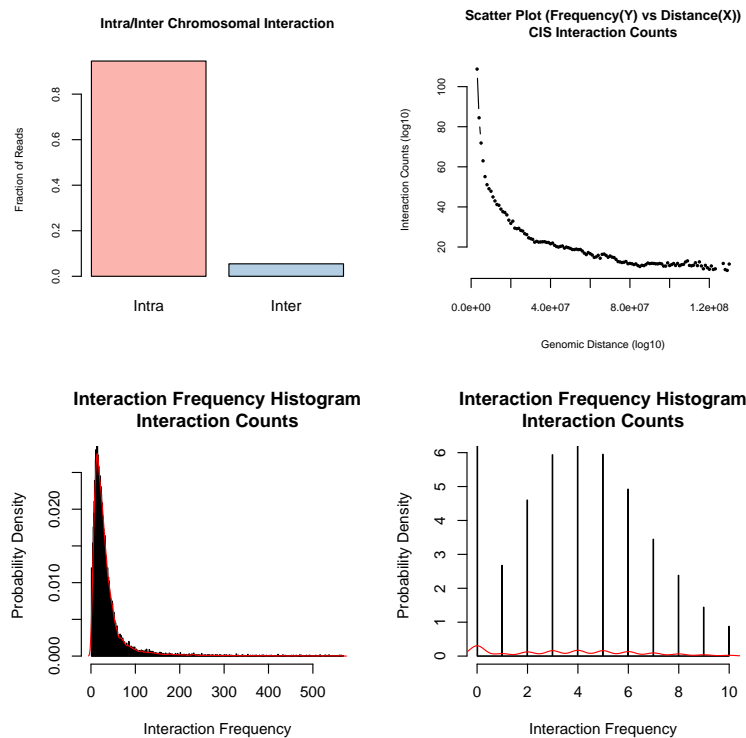 Intra/Inter Chromosomal Interaction
Fraction of Reads
0.0
0.2
0.4
0.6
0.8
Intra
Inter
Scatter Plot (Frequency(Y) vs Distance(X))
CIS Interaction Counts
Interaction Counts (log10)
20
40
60
80
100
0.0e+00
4.0e+07
8.0e+07
1.2e+08
Genomic Distance (log10)
Interaction Frequency Histogram
Interaction Counts
Probability Density
0.000
0.010
0.020
0
100
200
300
400
500
Interaction Frequency
Interaction Frequency Histogram
Interaction Counts
Probability Density
0
1
2
3
4
5
6
0
2
4
6
8
10
Interaction Frequency